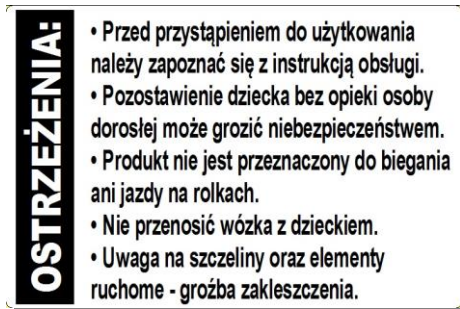 OSTRZEŻENIA:
• Przed przystąpieniem do użytkowania
należy zapoznać się z instrukcją obsługi.
• Pozostawienie dziecka bez opieki osoby
dorosłej może grozić niebezpieczeństwem.
• Produkt nie jest przeznaczony do biegania
ani jazdy na rolkach.
• Nie przenosić wózka z dzieckiem.
• Uwaga na szczeliny oraz elementy
ruchome - groźba zakleszczenia.